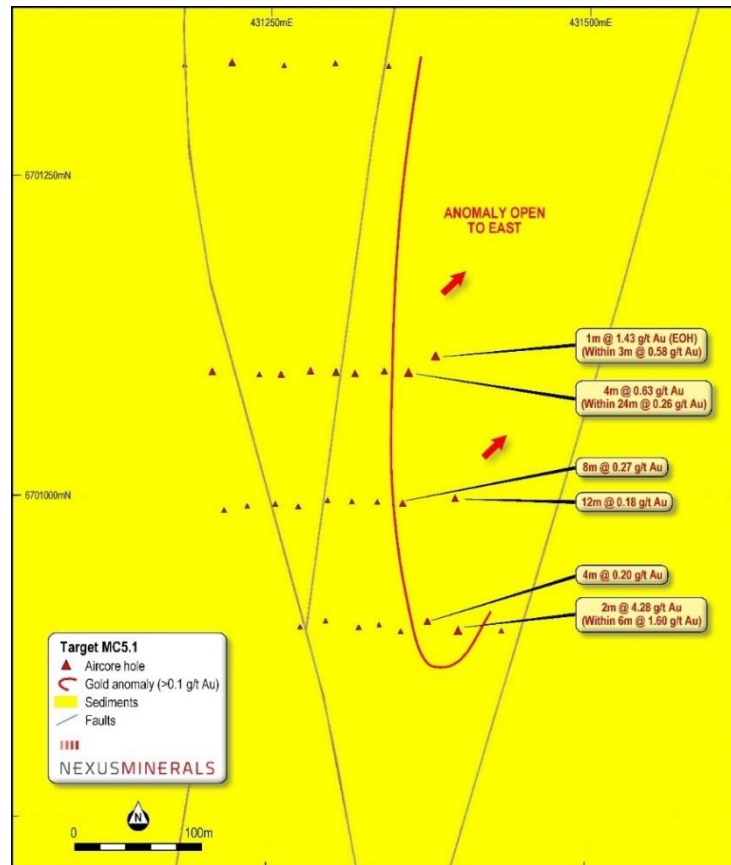 431250mE
431500mE
6701250mN
ANOMALY OPEN
TO EAST
1m @ 1.43 g/t Au (EOH)
(Within 3m @ 0.58 g/t Au)
4m @ 0.63 g/t Au
(Within 24m @ 0.26 g/t Au)
8m @ 0.27 g/t Au
6701000mN
12m @ 0.18 g/t Au
4m @ 0.20 g/t Au
2m @ 4.28 g/t Au
(Within 6m @ 1.60 g/t Au)
Target MC5.1
Aircore hole
Gold anomaly (>0.1 g/t Au)
Sediments
Faults
NEXUSMINERALS
N
0 100m